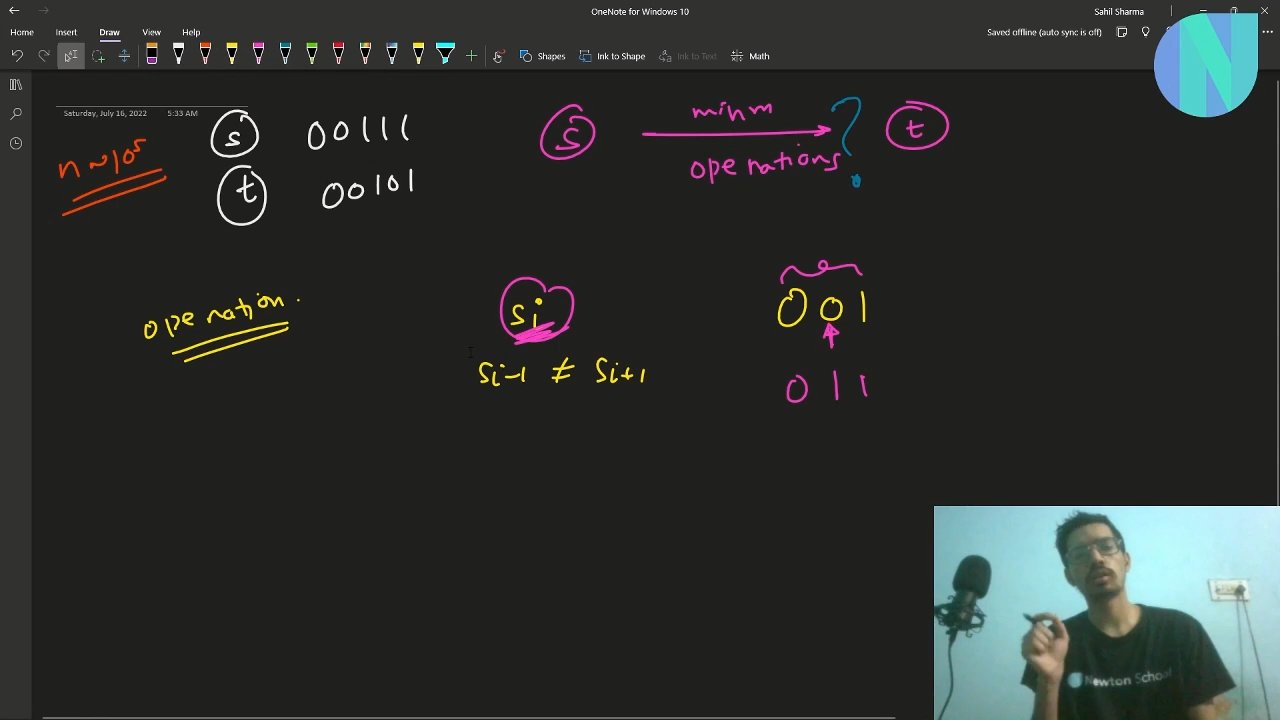 OneNote for Windows 10
Sahil Sharma
Home Insert Draw View Help
Saved offline (auto sync is off)
Shapes Ink to Shape Ink to Text Math
Saturday, July 16, 2022 5:33 AM
n ~ 10^5
s 00111
t 00101
s minm operations ? t
operation.
si
si-1 ≠ si+1
001
011
Newton School